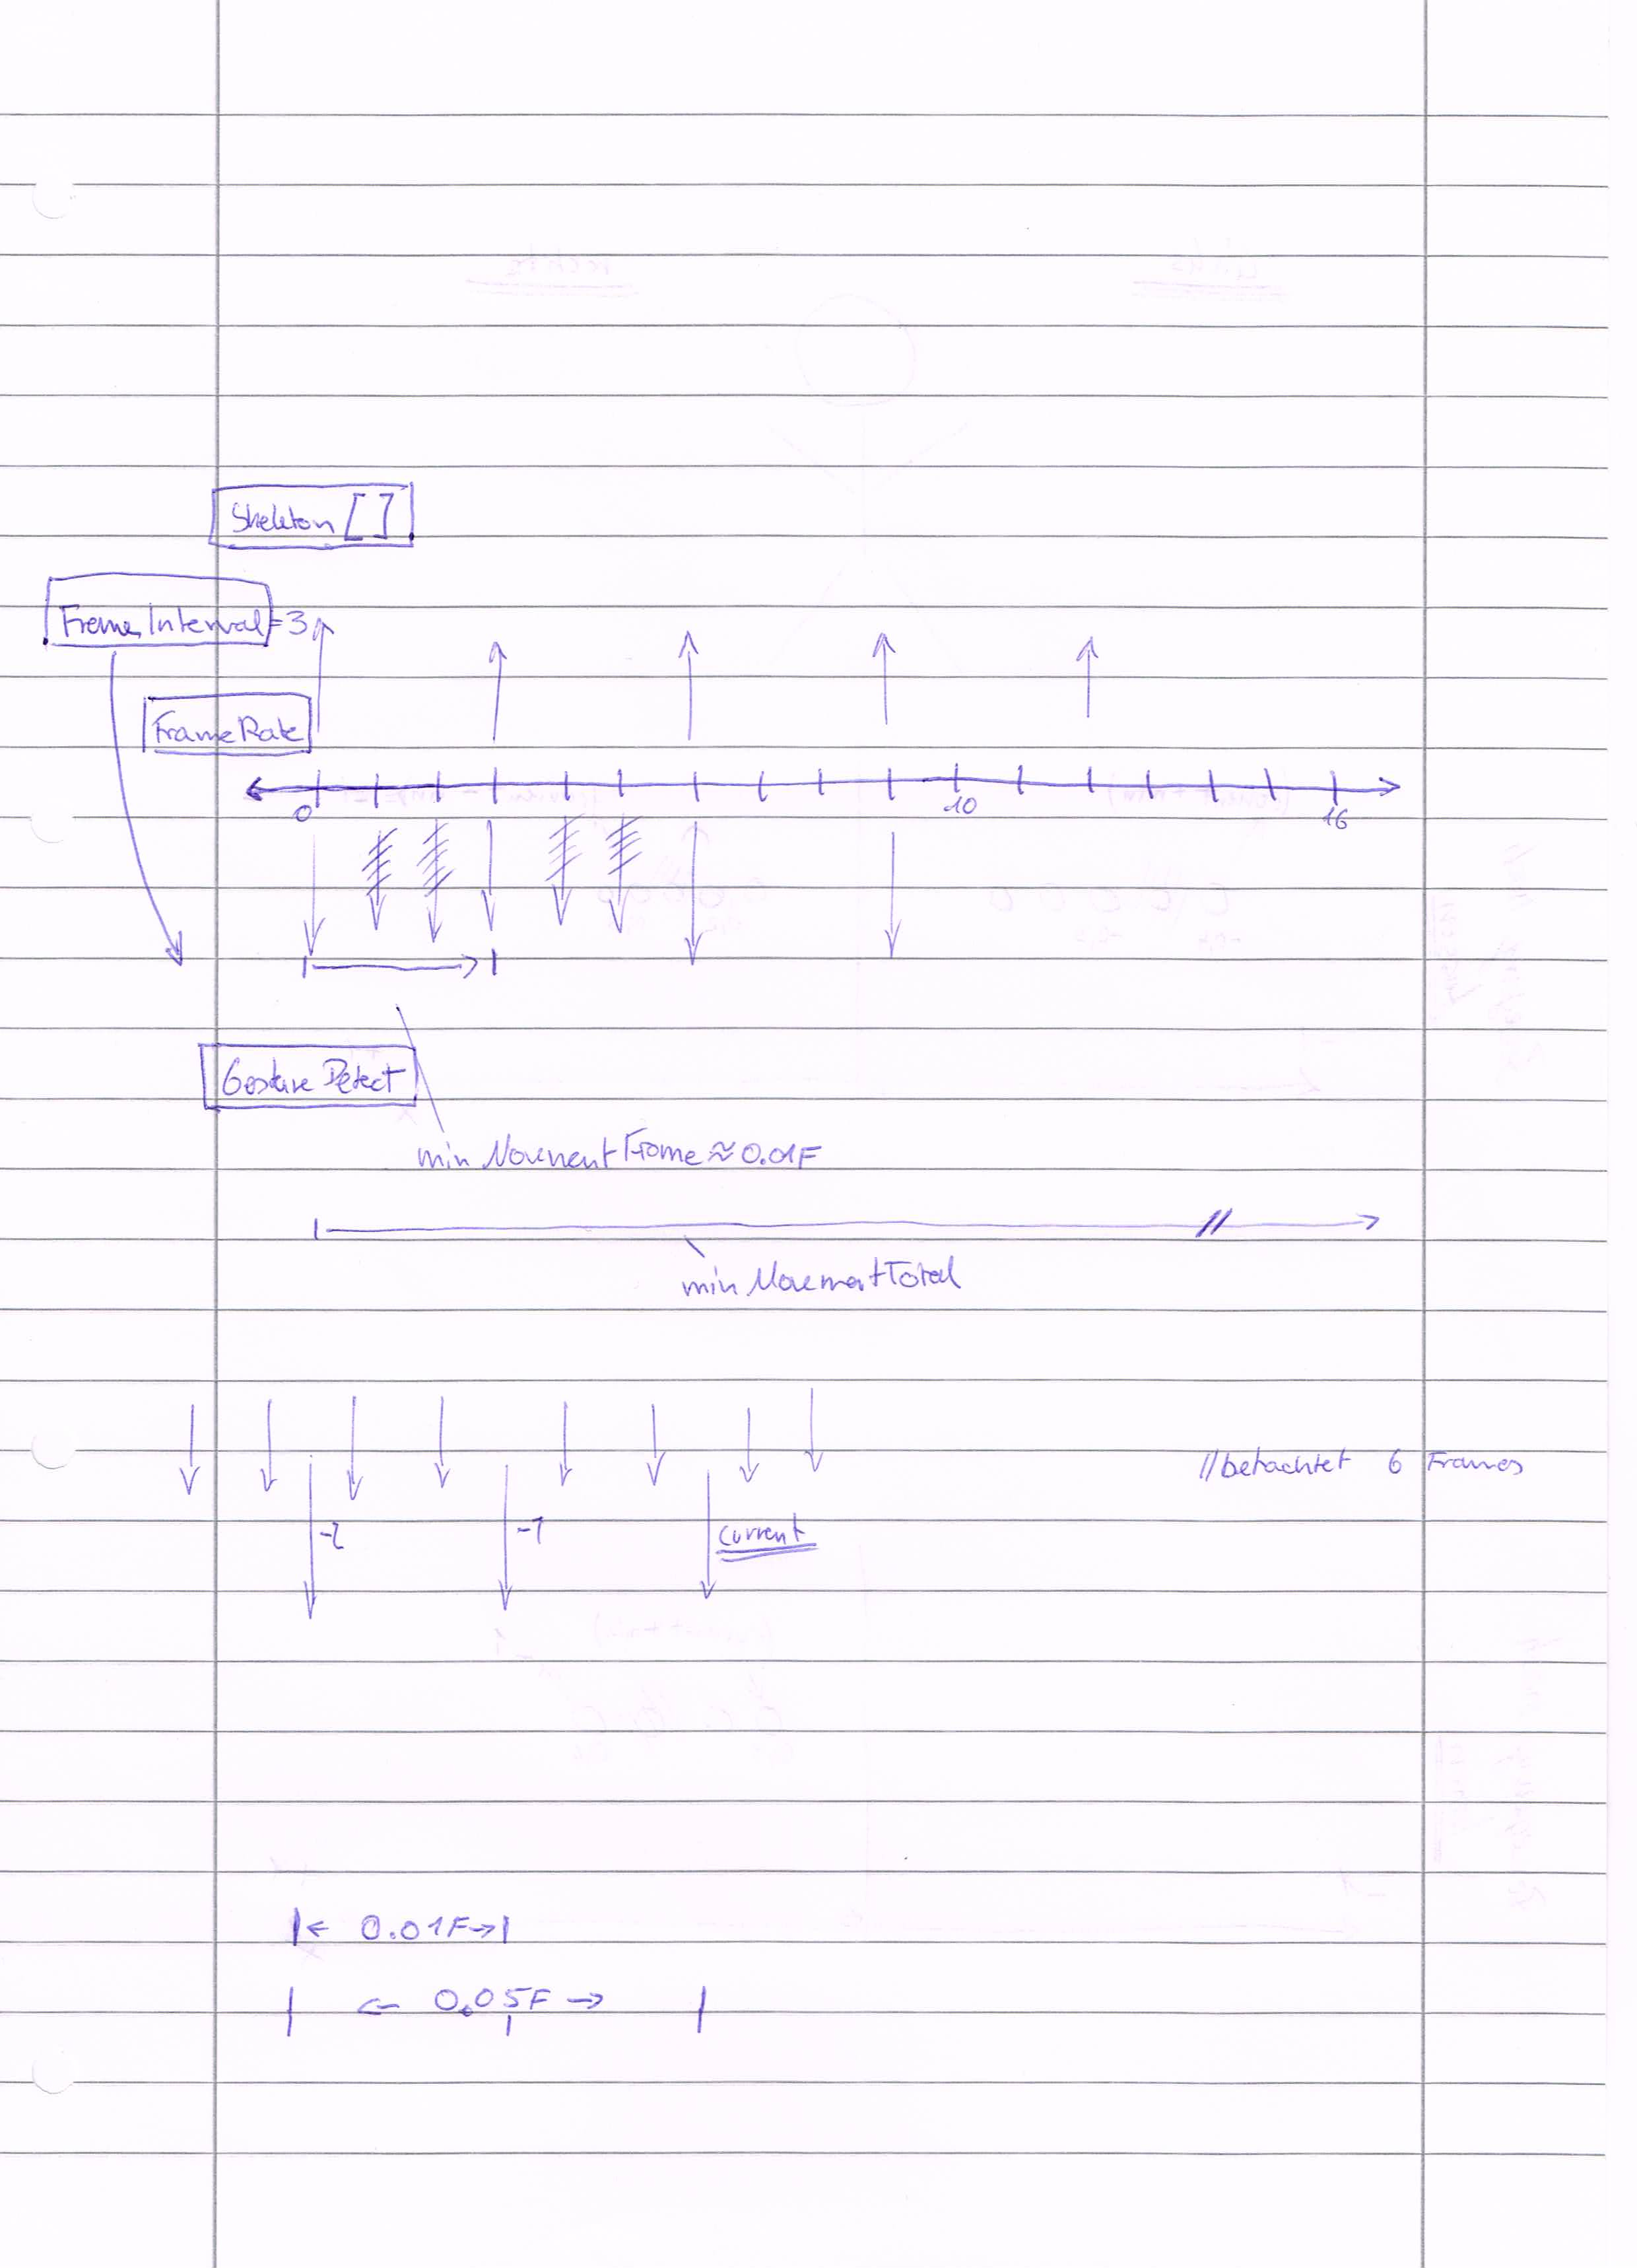 Skeleton []
Frame Interval = 3
Frame Rate
0 10 16
Gesture Detect
min Movement Frame ≈ 0.01F
min Movement Total
//betrachtet 6 Frames
-2 -1 current
0.01F
0.05F